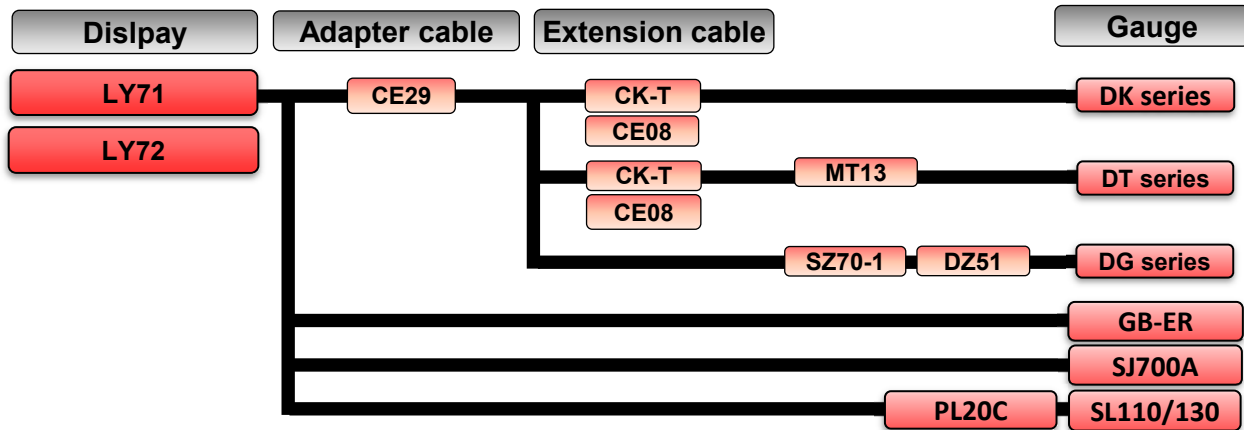 Dislpay
Adapter cable
Extension cable
Gauge
LY71
CE29
CK-T
DK series
CE08
LY72
CK-T
MT13
DT series
CE08
SZ70-1
DZ51
DG series
GB-ER
SJ700A
PL20C
SL110/130